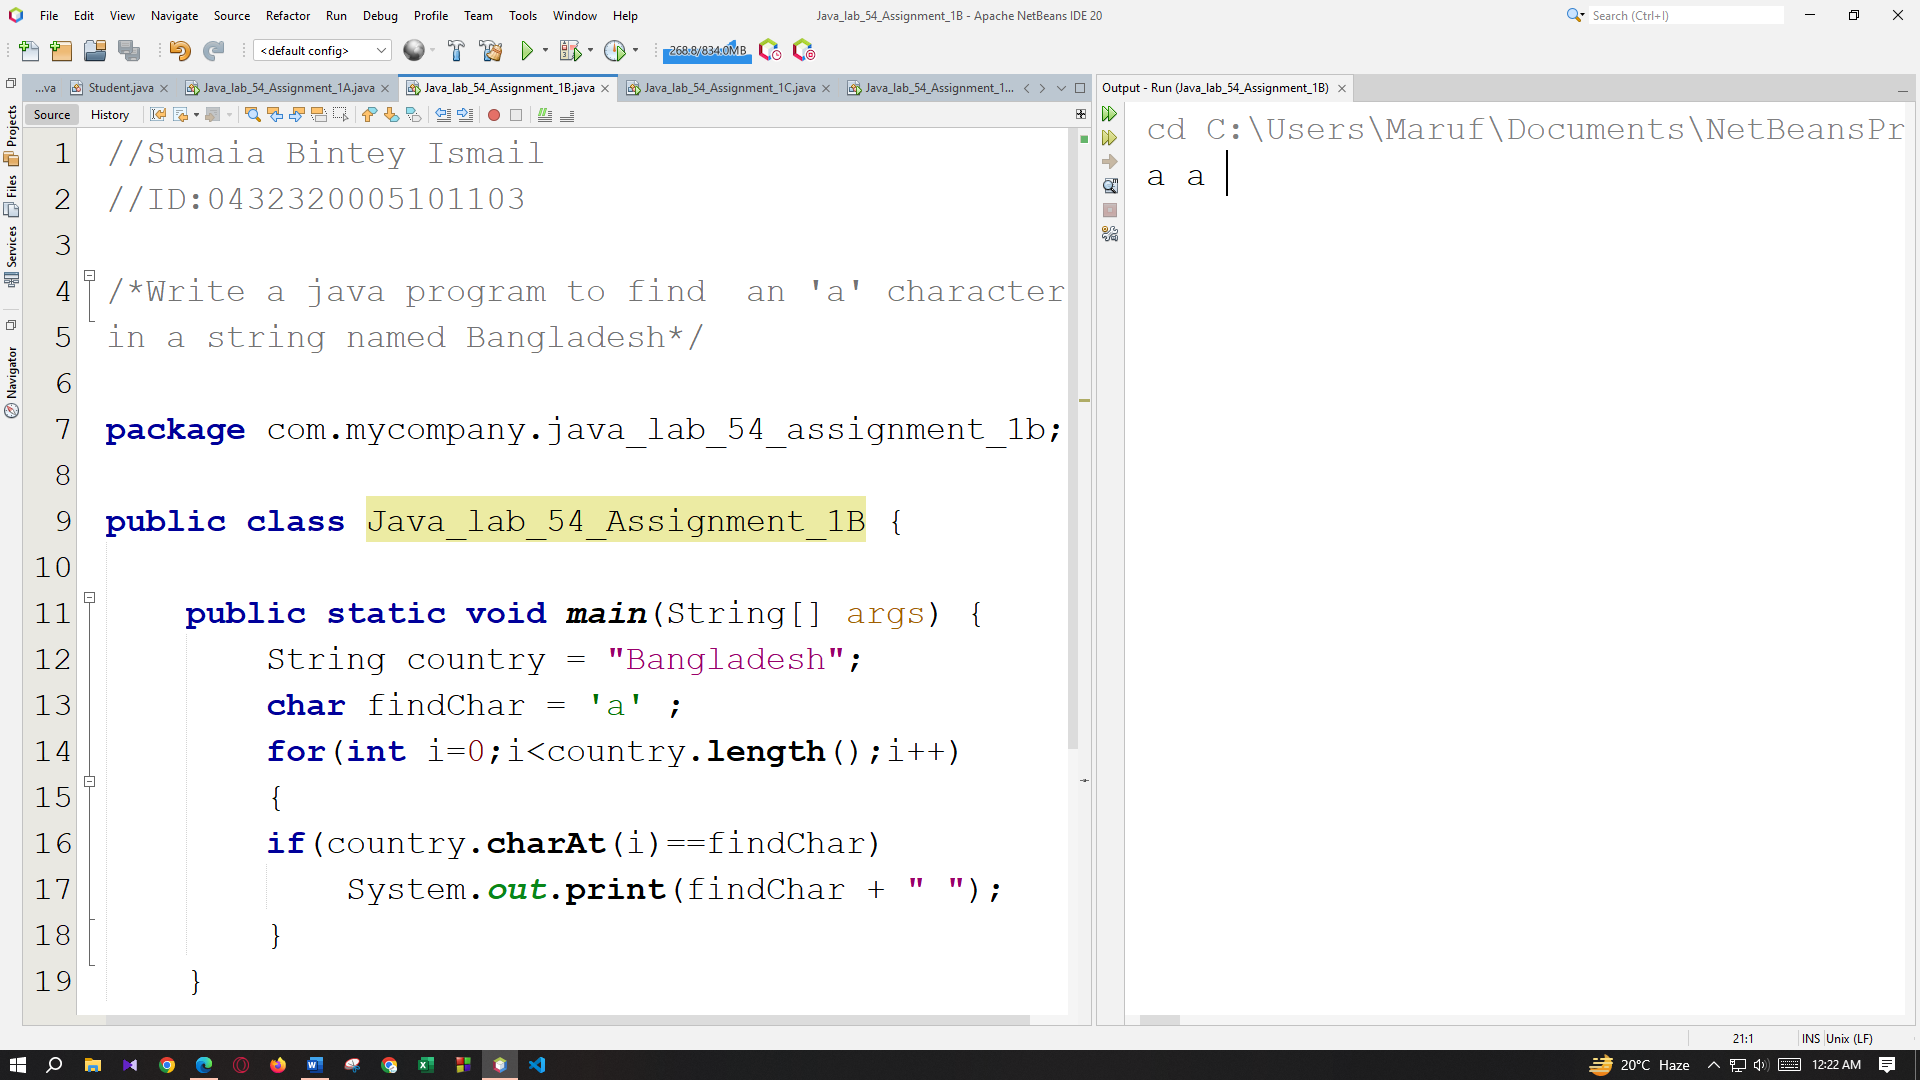 File Edit View Navigate Source Refactor Run Debug Profile Team Tools Window Help
Java_lab_54_Assignment_1B - Apache NetBeans IDE 20
Search (Ctrl+I)
<default config>
268.8/834.0MB
...va Student.java Java_lab_54_Assignment_1A.java Java_lab_54_Assignment_1B.java Java_lab_54_Assignment_1C.java Java_lab_54_Assignment_1...
Source History
Projects
Files
Services
Navigator
1 //Sumaia Bintey Ismail
2 //ID:0432320005101103
3
4 /*Write a java program to find  an 'a' character
5 in a string named Bangladesh*/
6
7 package com.mycompany.java_lab_54_assignment_1b;
8
9 public class Java_lab_54_Assignment_1B {
10
11     public static void main(String[] args) {
12         String country = "Bangladesh";
13         char findChar = 'a' ;
14         for(int i=0;i<country.length();i++)
15         {
16         if(country.charAt(i)==findChar)
17             System.out.print(findChar + " ");
18         }
19     }
Output - Run (Java_lab_54_Assignment_1B)
cd C:\Users\Maruf\Documents\NetBeansPr
a a
21:1 INS Unix (LF)
20°C Haze 12:22 AM